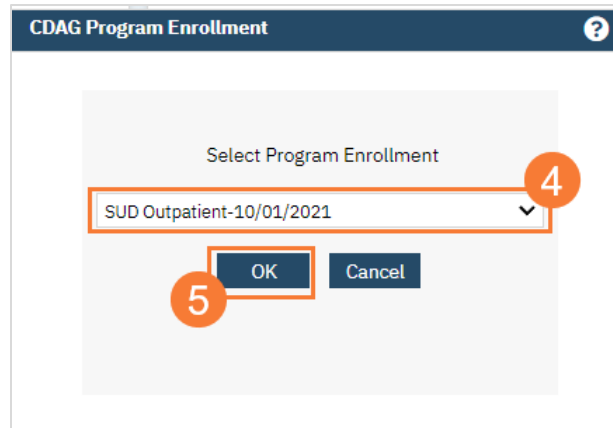 CDAG Program Enrollment ?
Select Program Enrollment
4
SUD Outpatient-10/01/2021
OK Cancel
5